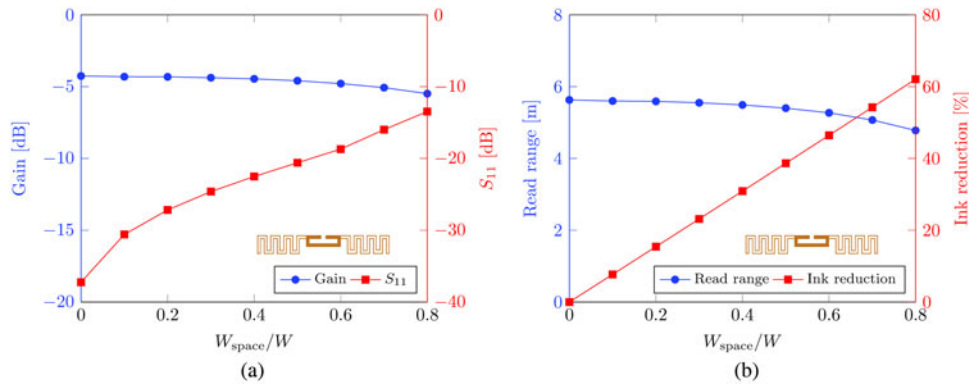 0
−5
−10
−15
−20
Gain [dB]
0
−10
−20
−30
−40
S₁₁ [dB]
Gain
S₁₁
0
0.2
0.4
0.6
0.8
W_space/W
(a)
8
6
4
2
0
Read range [m]
80
60
40
20
0
Ink reduction [%]
Read range
Ink reduction
0
0.2
0.4
0.6
0.8
W_space/W
(b)